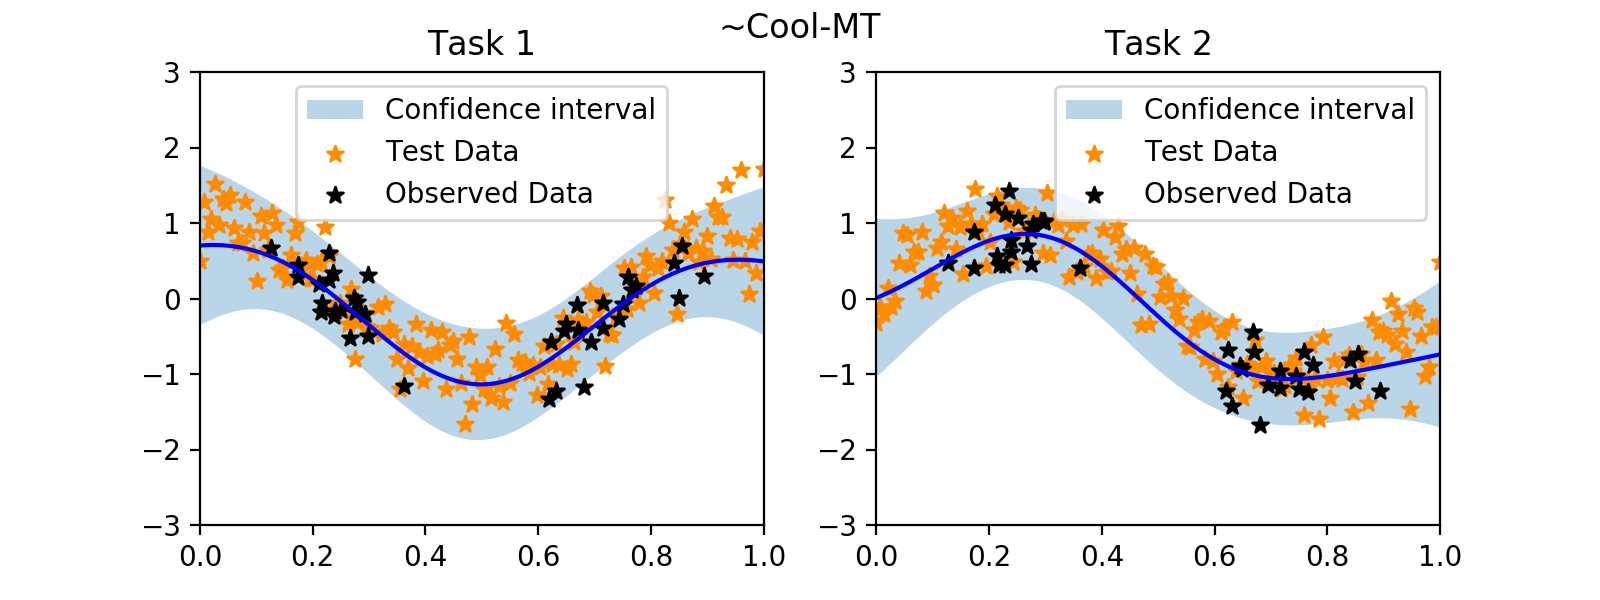 ~Cool-MT
Task 1
3
2
1
0
−1
−2
−3
0.0 0.2 0.4 0.6 0.8 1.0
Confidence interval
Test Data
Observed Data
Task 2
3
2
1
0
−1
−2
−3
0.0 0.2 0.4 0.6 0.8 1.0
Confidence interval
Test Data
Observed Data